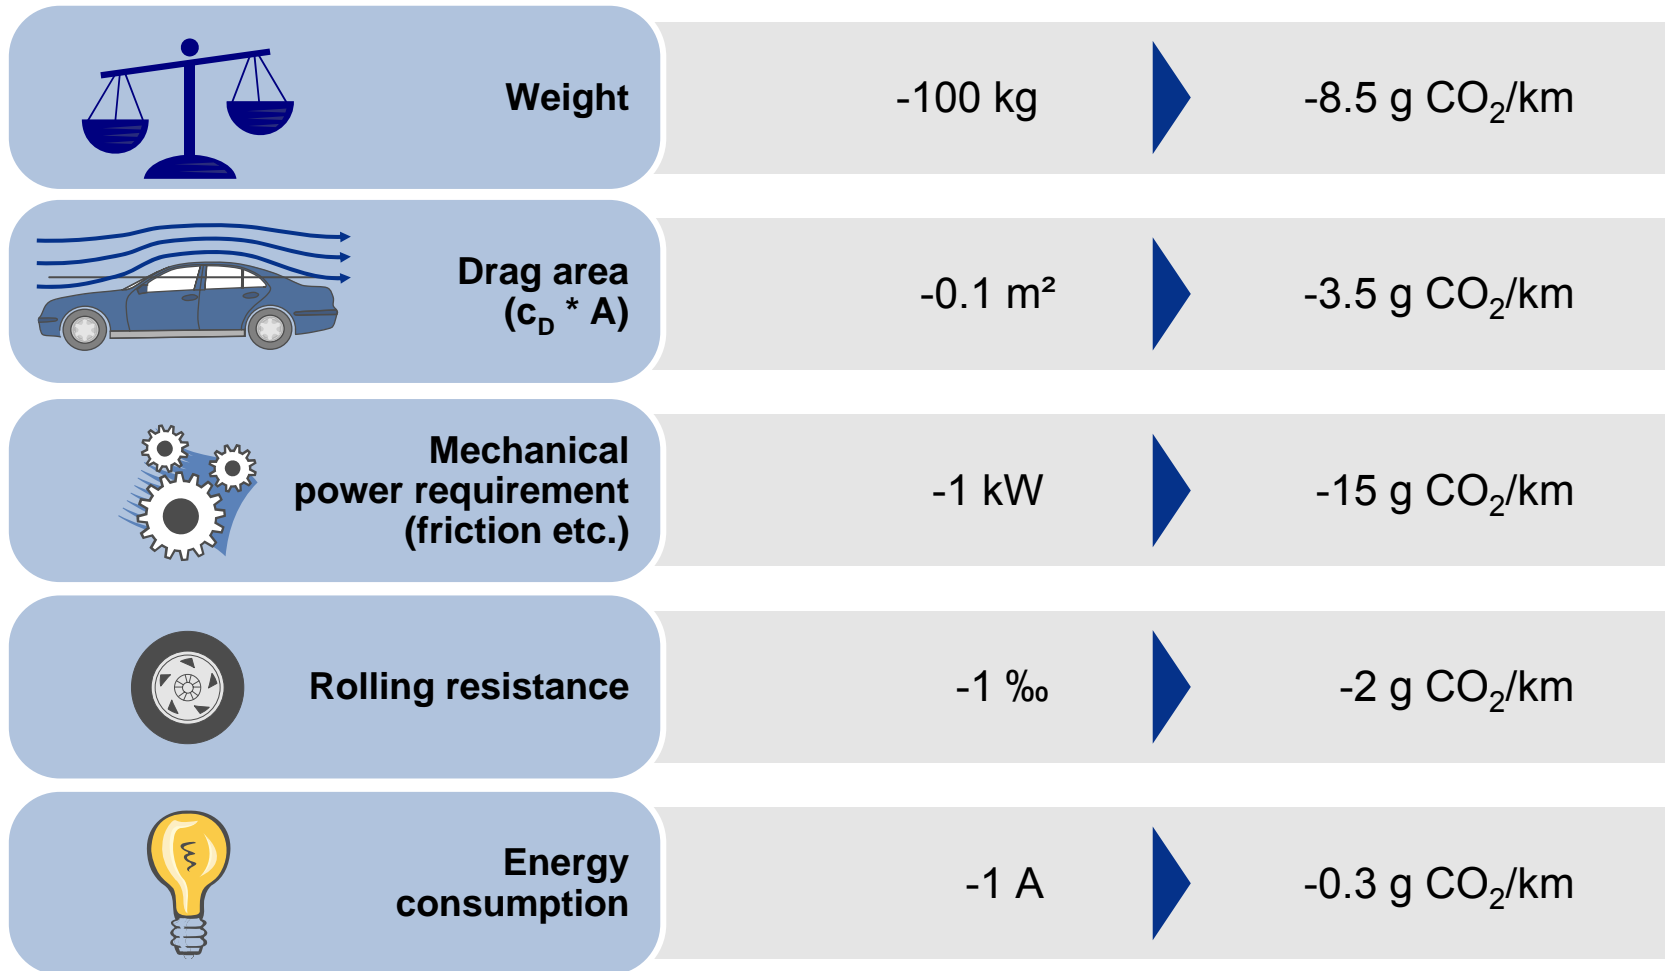 Weight
-100 kg
-8.5 g CO₂/km
Drag area
(c_D * A)
-0.1 m²
-3.5 g CO₂/km
Mechanical
power requirement
(friction etc.)
-1 kW
-15 g CO₂/km
Rolling resistance
-1 ‰
-2 g CO₂/km
Energy
consumption
-1 A
-0.3 g CO₂/km